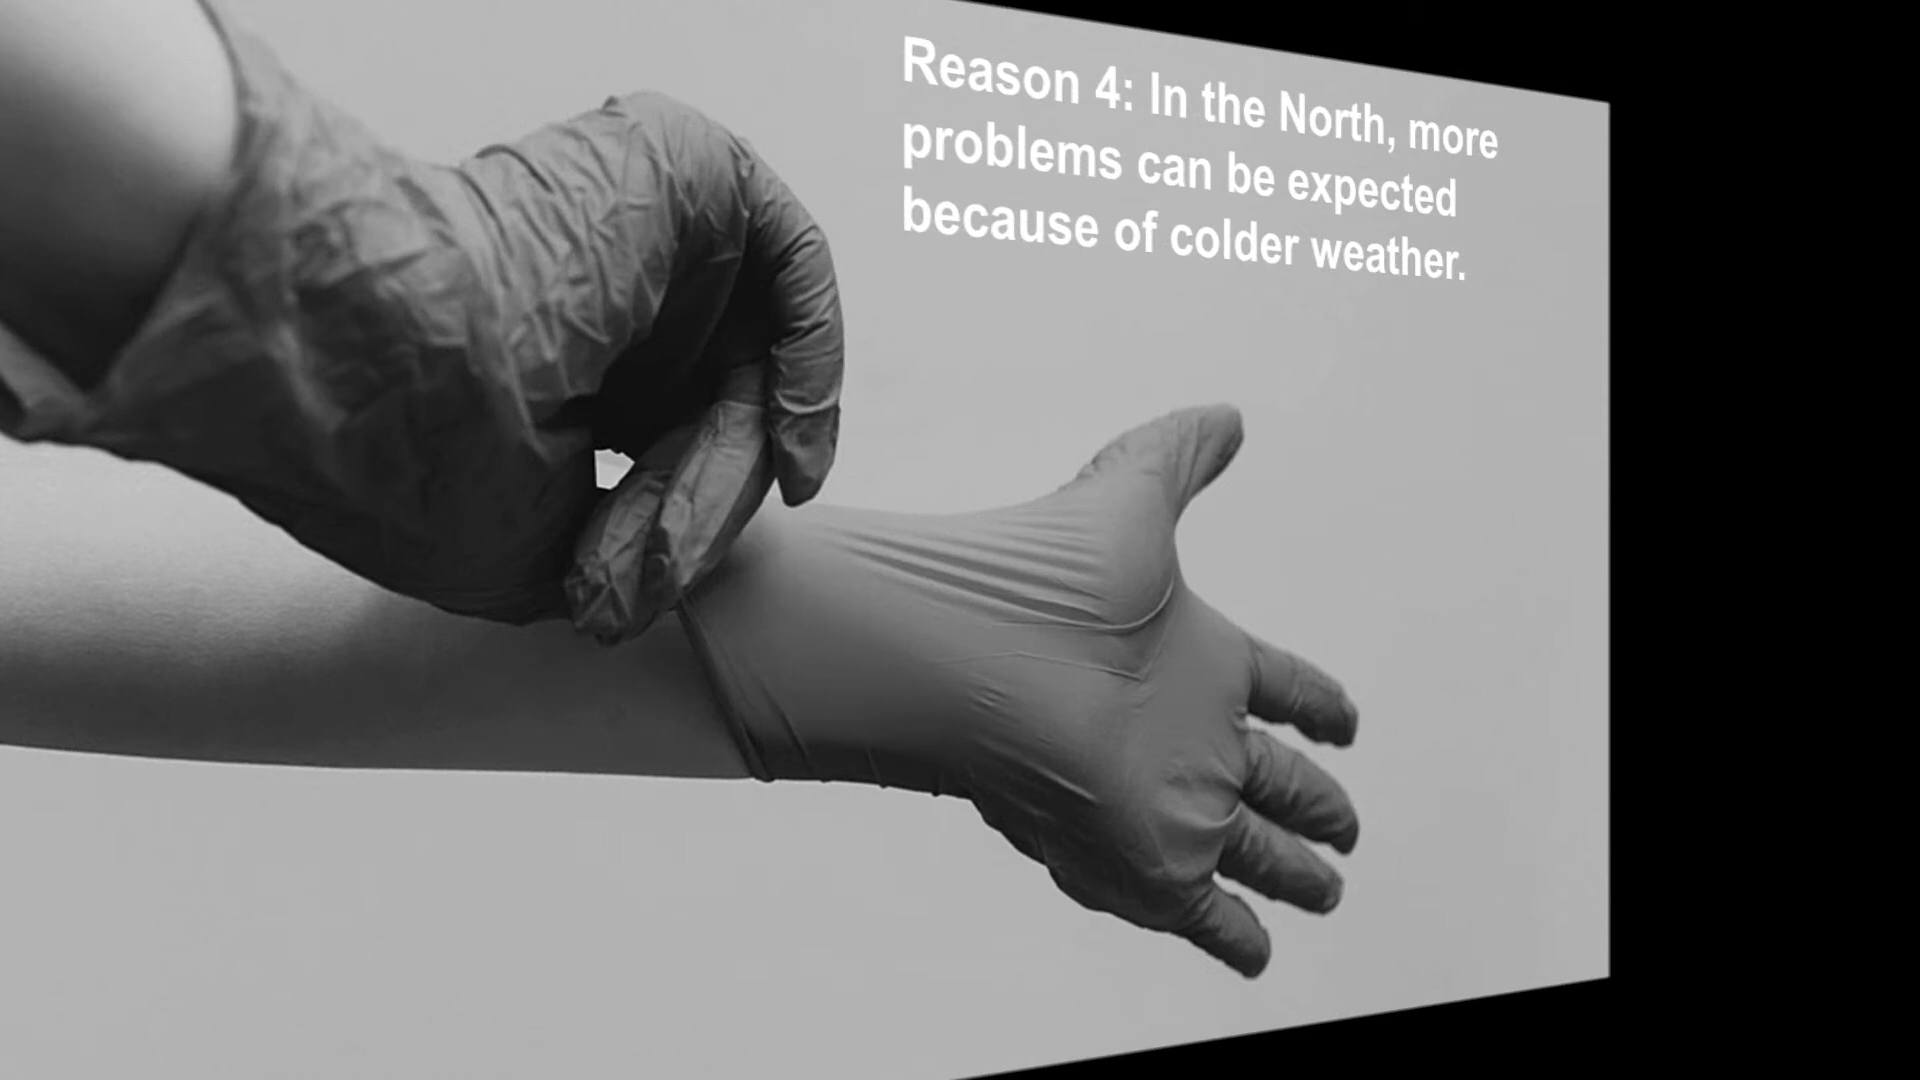 Reason 4: In the North, more
problems can be expected
because of colder weather.